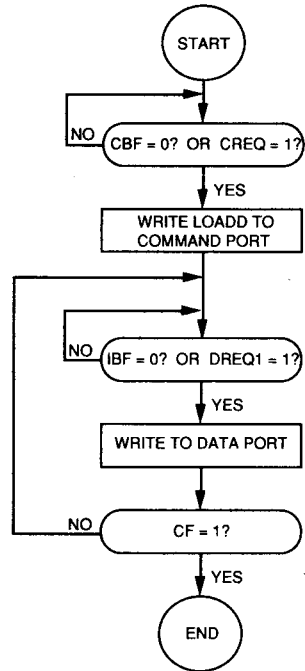 START
NO
CBF = 0? OR CREQ = 1?
YES
WRITE LOADD TO
COMMAND PORT
NO
IBF = 0? OR DREQ1 = 1?
YES
WRITE TO DATA PORT
NO
CF = 1?
YES
END